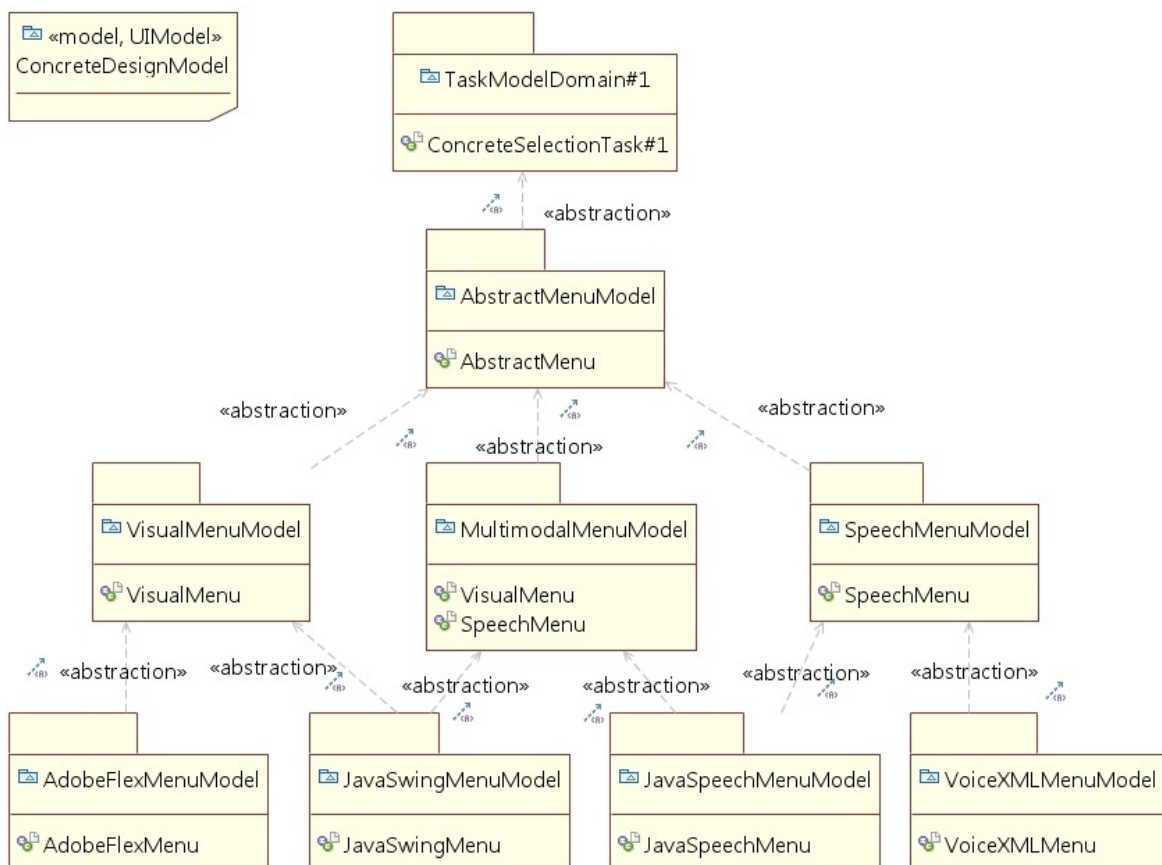 «model, UIModel»
ConcreteDesignModel
TaskModelDomain#1
ConcreteSelectionTask#1
«abstraction»
AbstractMenuModel
AbstractMenu
«abstraction»
«abstraction»
«abstraction»
VisualMenuModel
VisualMenu
MultimodalMenuModel
VisualMenu
SpeechMenu
SpeechMenuModel
SpeechMenu
«abstraction»
«abstraction»
«abstraction»
«abstraction»
«abstraction»
«abstraction»
AdobeFlexMenuModel
AdobeFlexMenu
JavaSwingMenuModel
JavaSwingMenu
JavaSpeechMenuModel
JavaSpeechMenu
VoiceXMLMenuModel
VoiceXMLMenu